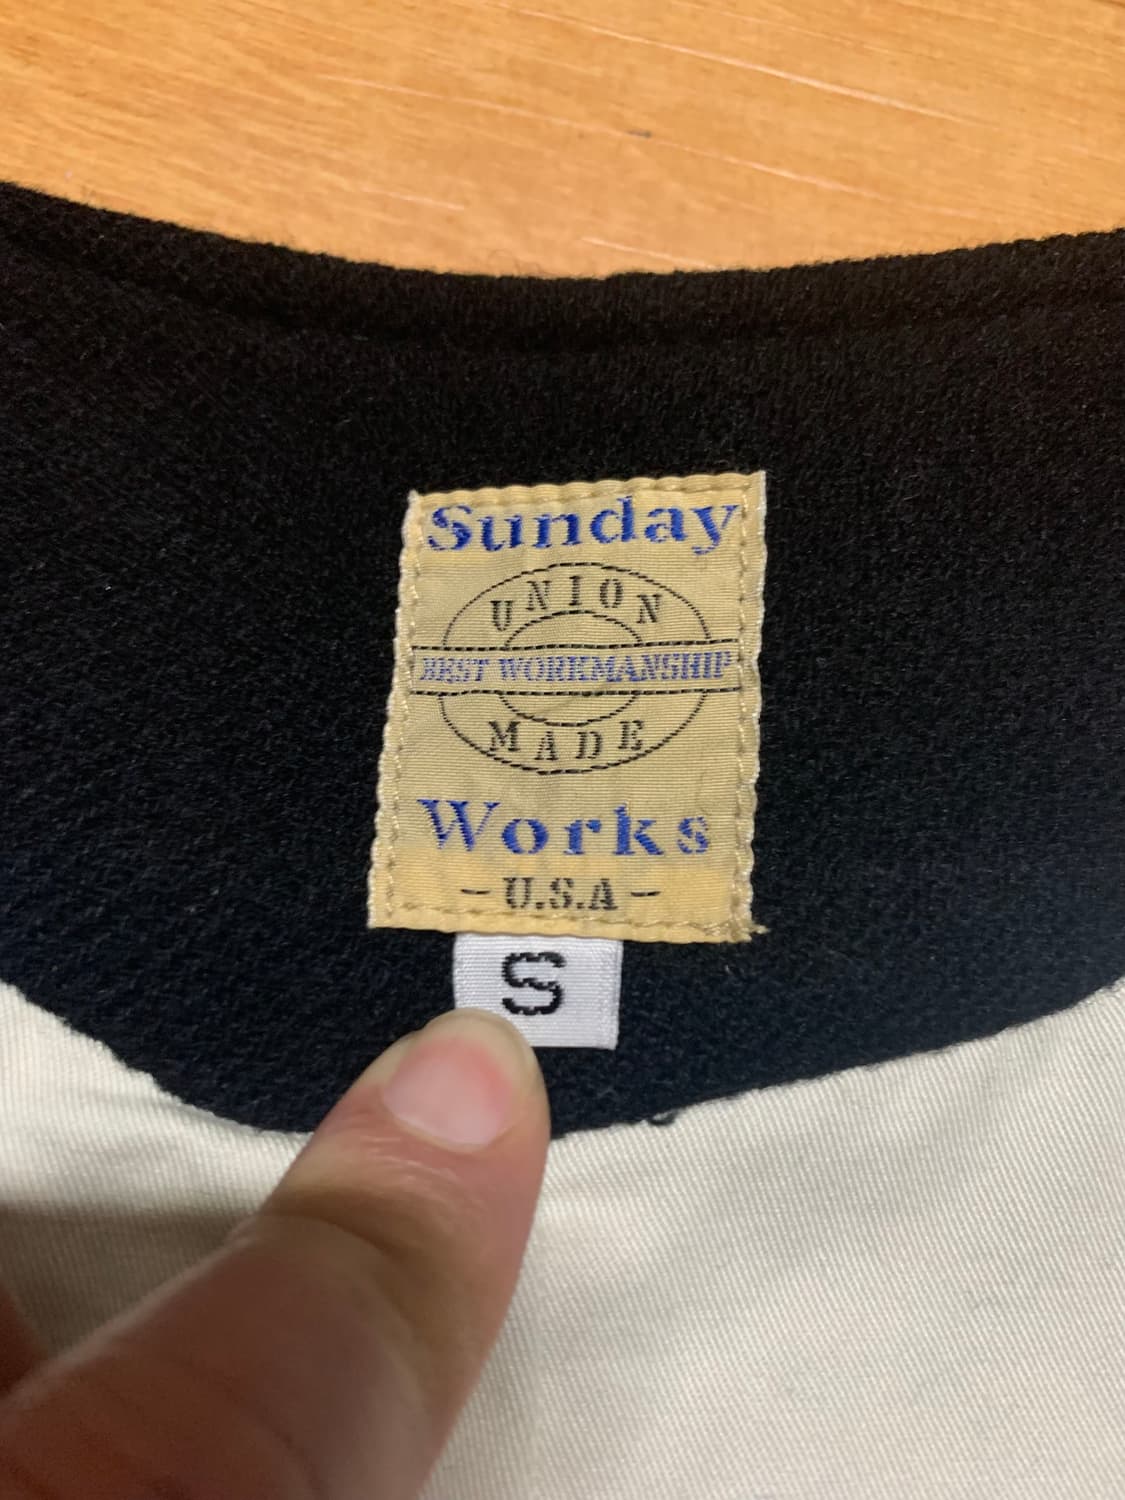 Sunday
UNION
BEST WORKMANSHIP
MADE
Works
- U.S.A -
S